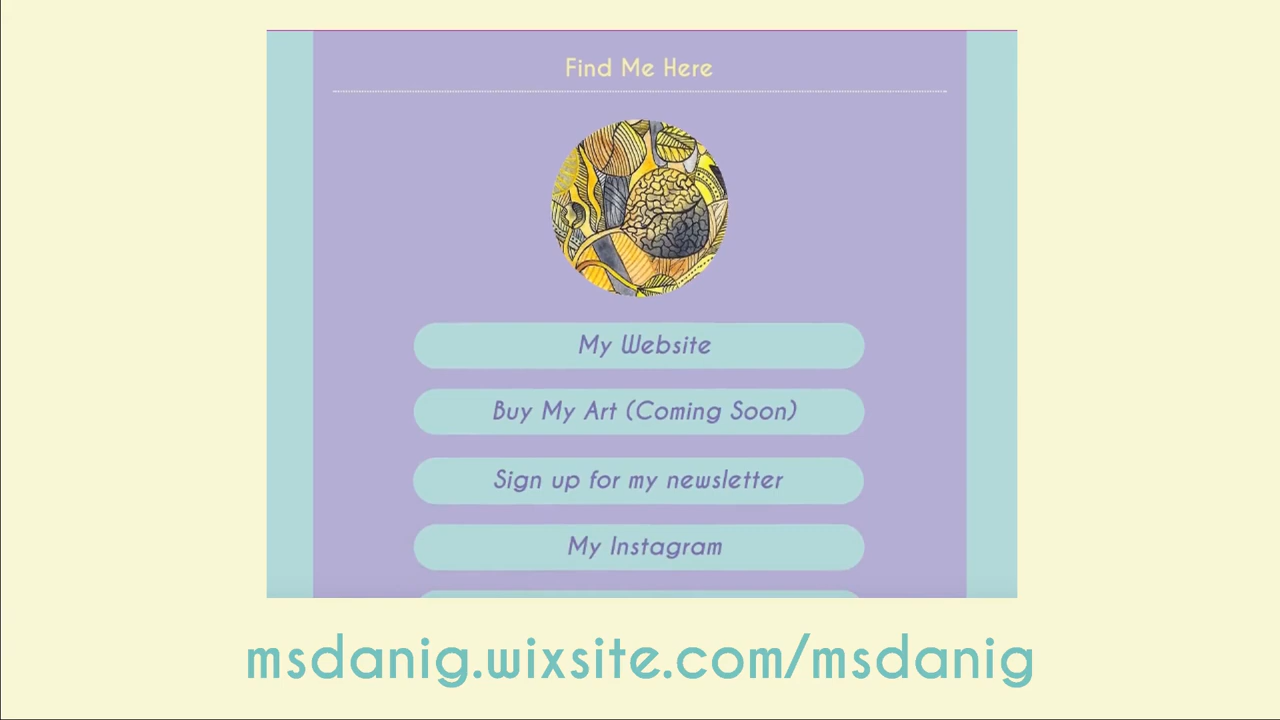 Find Me Here
My Website
Buy My Art (Coming Soon)
Sign up for my newsletter
My Instagram
msdanig.wixsite.com/msdanig